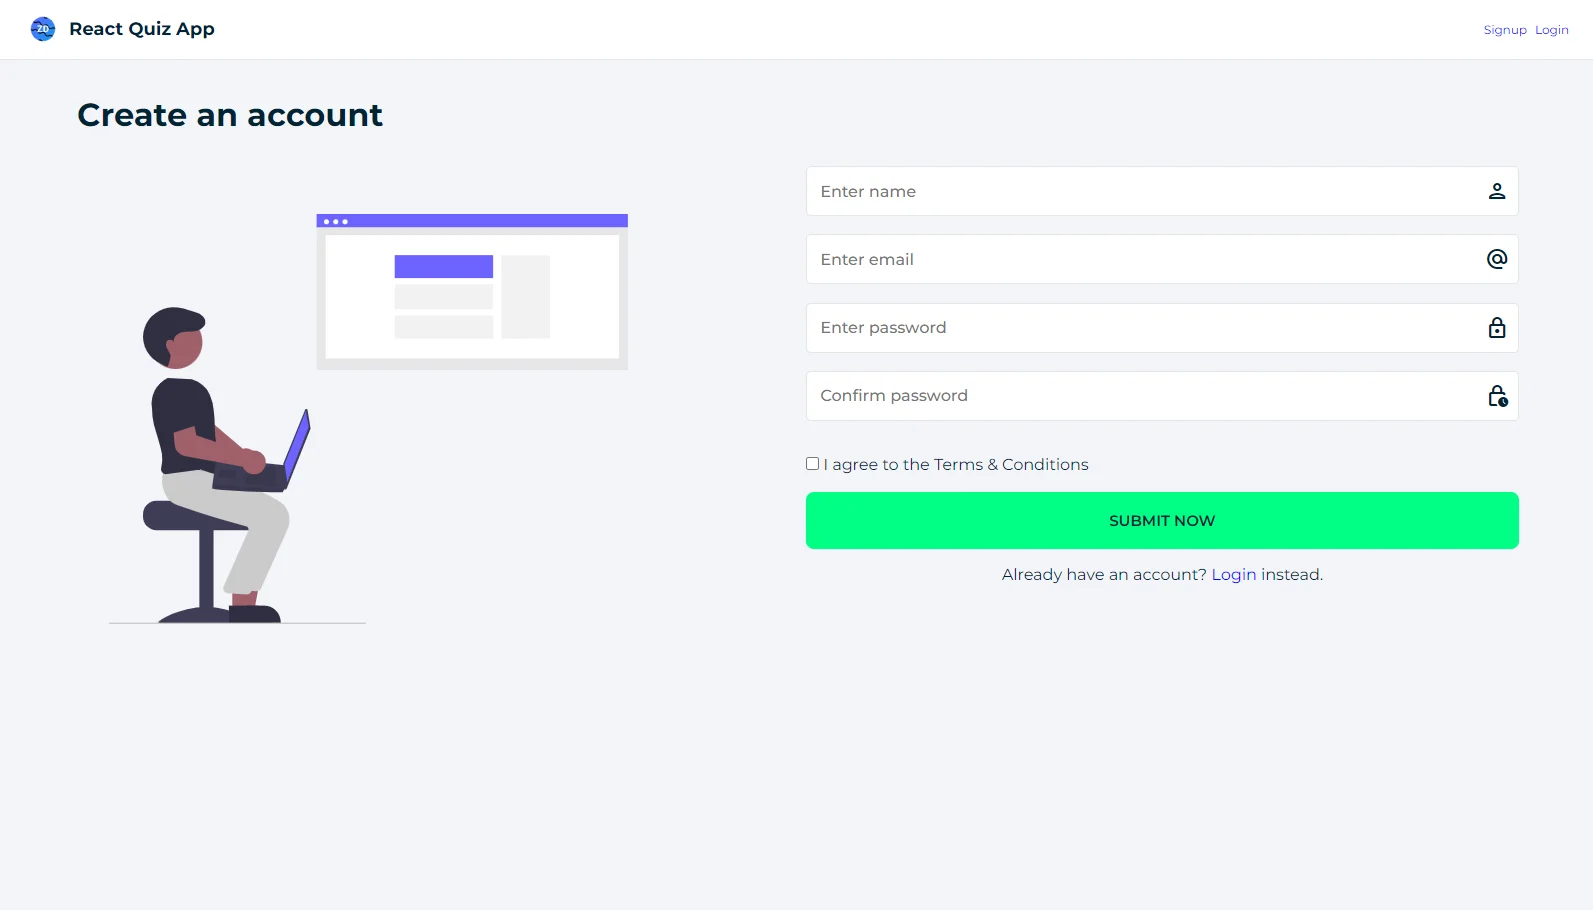 React Quiz App
Signup Login
Create an account
Enter name
Enter email
Enter password
Confirm password
I agree to the Terms & Conditions
SUBMIT NOW
Already have an account? Login instead.